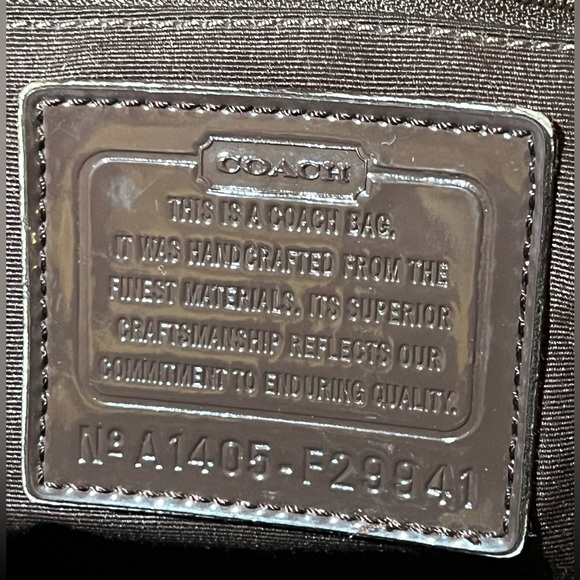 COACH
THIS IS A COACH BAG.
IT WAS HANDCRAFTED FROM THE
FINEST MATERIALS. ITS SUPERIOR
CRAFTSMANSHIP REFLECTS OUR
COMMITMENT TO ENDURING QUALITY.
Nº A1405-F29941